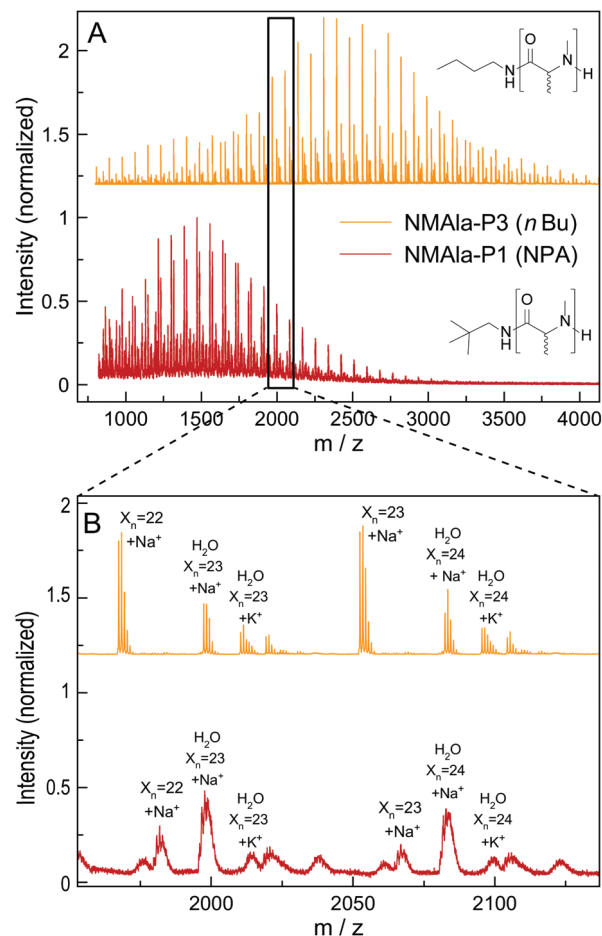 A
2
1.5
1
0.5
0
Intensity (normalized)
O
N
NH
H
NMAla-P3 (n Bu)
NMAla-P1 (NPA)
O
N
NH
H
1000 1500 2000 2500 3000 3500 4000
m / z
B
2
1.5
1
0.5
0
Intensity (normalized)
Xn=22
+Na+
H2O
Xn=23
+Na+
H2O
Xn=23
+K+
Xn=23
+Na+
H2O
Xn=24
+ Na+
H2O
Xn=24
+K+
Xn=22
+Na+
H2O
Xn=23
+Na+
H2O
Xn=23
+K+
Xn=23
+Na+
H2O
Xn=24
+Na+
H2O
Xn=24
+K+
2000 2050 2100
m / z